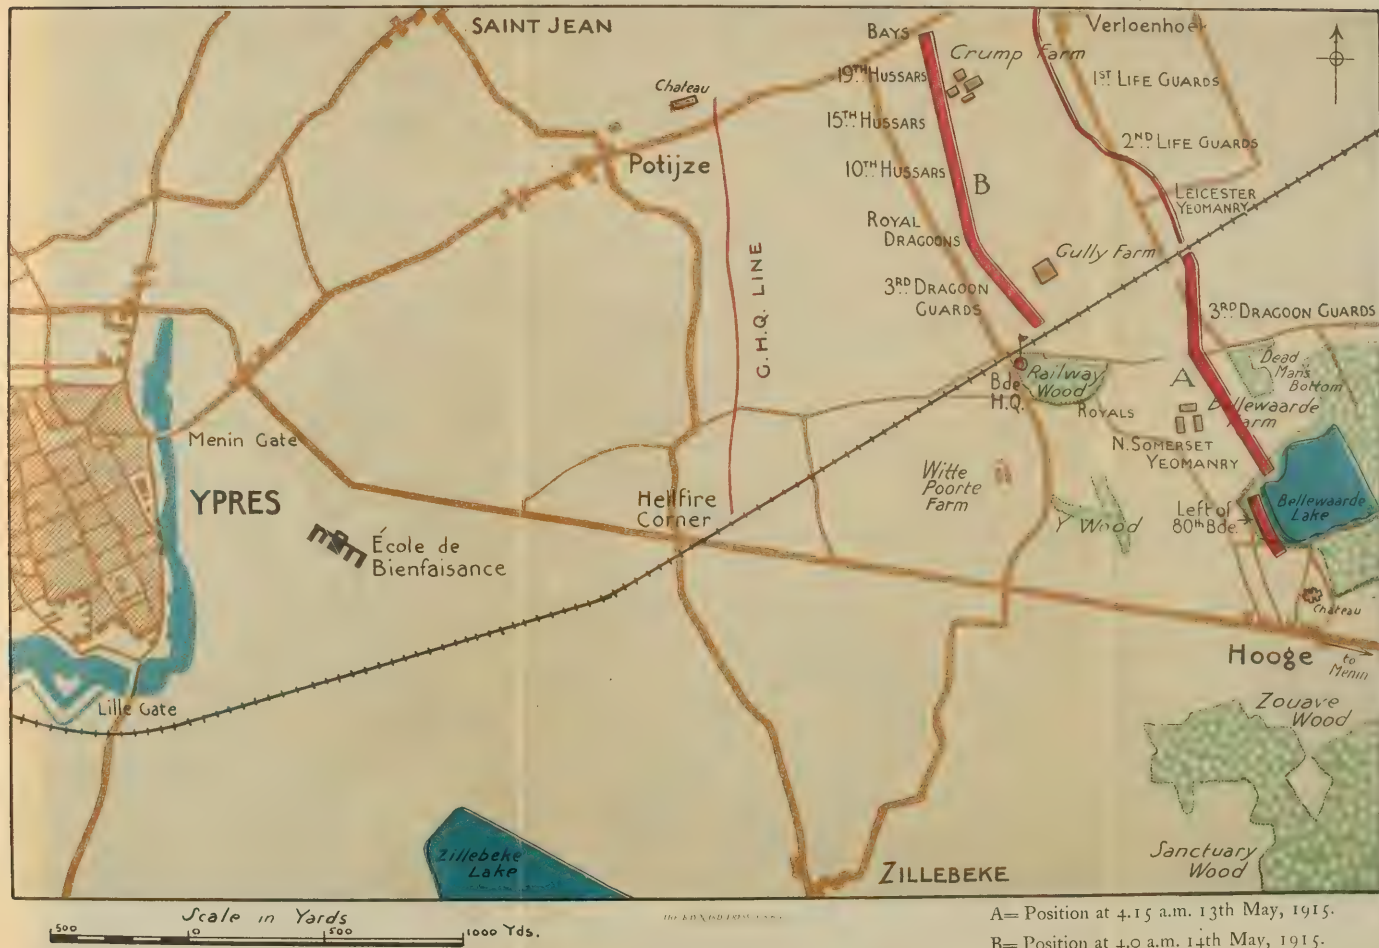 SAINT JEAN
BAYS
Verloenhoek
Crump Farm
Chateau
19TH HUSSARS
1ST LIFE GUARDS
15TH HUSSARS
2ND LIFE GUARDS
Potijze
10TH HUSSARS
B
LEICESTER
YEOMANRY
ROYAL
DRAGOONS
Gully Farm
G.H.Q. LINE
3RD DRAGOON
GUARDS
3RD DRAGOON GUARDS
Bde
H.Q.
Railway
Wood
A
Dead
Man's
Bottom
ROYALS
Bellewaarde
Farm
N. SOMERSET
YEOMANRY
Menin Gate
YPRES
Hellfire
Corner
Witte
Poorte
Farm
Y Wood
Left of
80th Bde.
Bellewaarde
Lake
École de
Bienfaisance
Chateau
Hooge
to
Menin
Lille Gate
Zouave
Wood
Zillebeke
Lake
ZILLEBEKE
Sanctuary
Wood
Scale in Yards
500 0 500 1000 Yds.
A= Position at 4.15 a.m. 13th May, 1915.
B= Position at 4.0 a.m. 14th May, 1915.